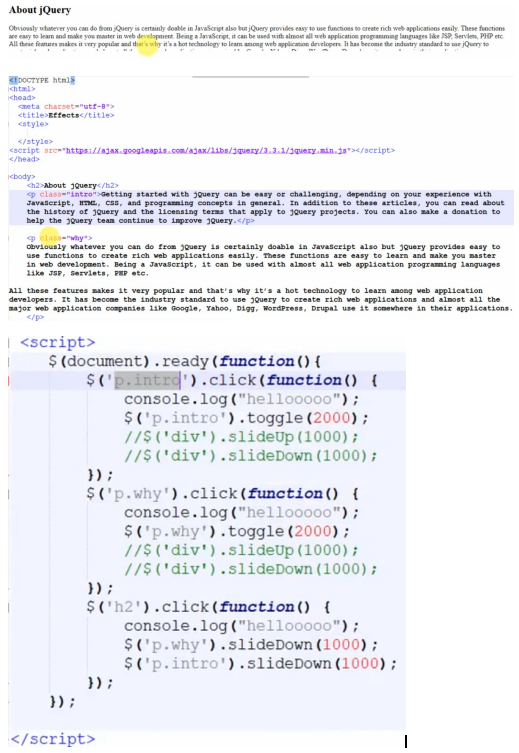 About jQuery
Obviously whatever you can do from jQuery is certainly doable in JavaScript also but jQuery provides easy to use functions to create rich web applications easily. These functions
are easy to learn and make you master in web development. Being a JavaScript, it can be used with almost all web application programming languages like JSP, Servlets, PHP etc.
All these features makes it very popular and that's why it's a hot technology to learn among web application developers. It has become the industry standard to use jQuery to
<!DOCTYPE html>
<html>
<head>
<meta charset="utf-8">
<title>Effects</title>
<style>
</style>
<script src="https://ajax.googleapis.com/ajax/libs/jquery/3.3.1/jquery.min.js"></script>
</head>
<body>
<h2>About jQuery</h2>
<p class="intro">Getting started with jQuery can be easy or challenging, depending on your experience with
JavaScript, HTML, CSS, and programming concepts in general. In addition to these articles, you can read about
the history of jQuery and the licensing terms that apply to jQuery projects. You can also make a donation to
help the jQuery team continue to improve jQuery.</p>
<p class="why">
Obviously whatever you can do from jQuery is certainly doable in JavaScript also but jQuery provides easy to
use functions to create rich web applications easily. These functions are easy to learn and make you master
in web development. Being a JavaScript, it can be used with almost all web application programming languages
like JSP, Servlets, PHP etc.
All these features makes it very popular and that's why it's a hot technology to learn among web application
developers. It has become the industry standard to use jQuery to create rich web applications and almost all the
major web application companies like Google, Yahoo, Digg, WordPress, Drupal use it somewhere in their applications.
</p>
<script>
$(document).ready(function(){
$('p.intro').click(function() {
console.log("hellooooo");
$('p.intro').toggle(2000);
//$('div').slideUp(1000);
//$('div').slideDown(1000);
});
$('p.why').click(function() {
console.log("hellooooo");
$('p.why').toggle(2000);
//$('div').slideUp(1000);
//$('div').slideDown(1000);
});
$('h2').click(function() {
console.log("hellooooo");
$('p.why').slideDown(1000);
$('p.intro').slideDown(1000);
});
});
</script>